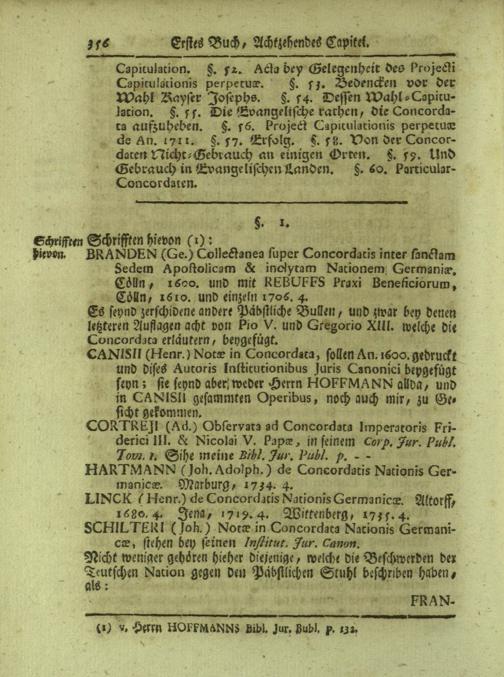 356 Erstes Buch, Achtzehendes Capitel.
Capitulation. §. 52. Acta bey Gelegenheit des Projecti
Capitulationis perpetuæ. §. 53. Bedencken vor der
Wahl Kayser Josephs. §. 54. Dessen Wahl-Capitu-
lation. §. 55. Die Evangelische rathen, die Concorda-
ta aufzuheben. §. 56. Project Capitulationis perpetuæ
de An. 1711. §. 57. Erfolg. §. 58. Von der Concor-
daten Nicht-Gebrauch an einigen Orten. §. 59. Und
Gebrauch in Evangelischen Landen. §. 60. Particular-
Concordaten.
§. 1.
Schrifften hievon.
Schrifften hievon (1):
BRANDEN (Ge.) Collectanea super Concordatis inter sanctam
Sedem Apostolicam & inclytam Nationem Germaniæ,
Cölln, 1600. und mit REBUFFS Praxi Beneficiorum,
Cölln, 1610. und einzeln 1706. 4.
Es seynd zerschidene andere Päbstliche Bullen, und zwar bey denen
letzteren Auflagen acht von Pio V. und Gregorio XIII. welche die
Concordata erläutern, beygefügt.
CANISII (Henr.) Notæ in Concordata, sollen An. 1600. gedruckt
und dises Autoris Institutionibus Juris Canonici beygefügt
seyn; sie seynd aber weder Herrn HOFFMANN allda, und
in CANISII gesammten Operibus, noch auch mir, zu Ge-
sicht gekommen.
CORTREJI (Ad.) Observata ad Concordata Imperatoris Fri-
derici III. & Nicolai V. Papæ, in seinem Corp. Jur. Publ.
Tom. 1. Sihe meine Bibl. Jur. Publ. p. - -
HARTMANN (Joh. Adolph.) de Concordatis Nationis Ger-
manicæ. Marburg, 1734. 4.
LINCK (Henr.) de Concordatis Nationis Germanicæ. Altorff,
1680. 4. Jena, 1719. 4. Wittenberg, 1735. 4.
SCHILTERI (Joh.) Notæ in Concordata Nationis Germani-
cæ, stehen bey seinen Institut. Jur. Canon.
Nicht weniger gehören hieher diejenige, welche die Beschwerden der
Teutschen Nation gegen den Päbstlichen Stuhl beschriben haben,
als:
FRAN-
(1) v. Herrn HOFFMANNS Bibl. Jur. Bubl. p. 132.